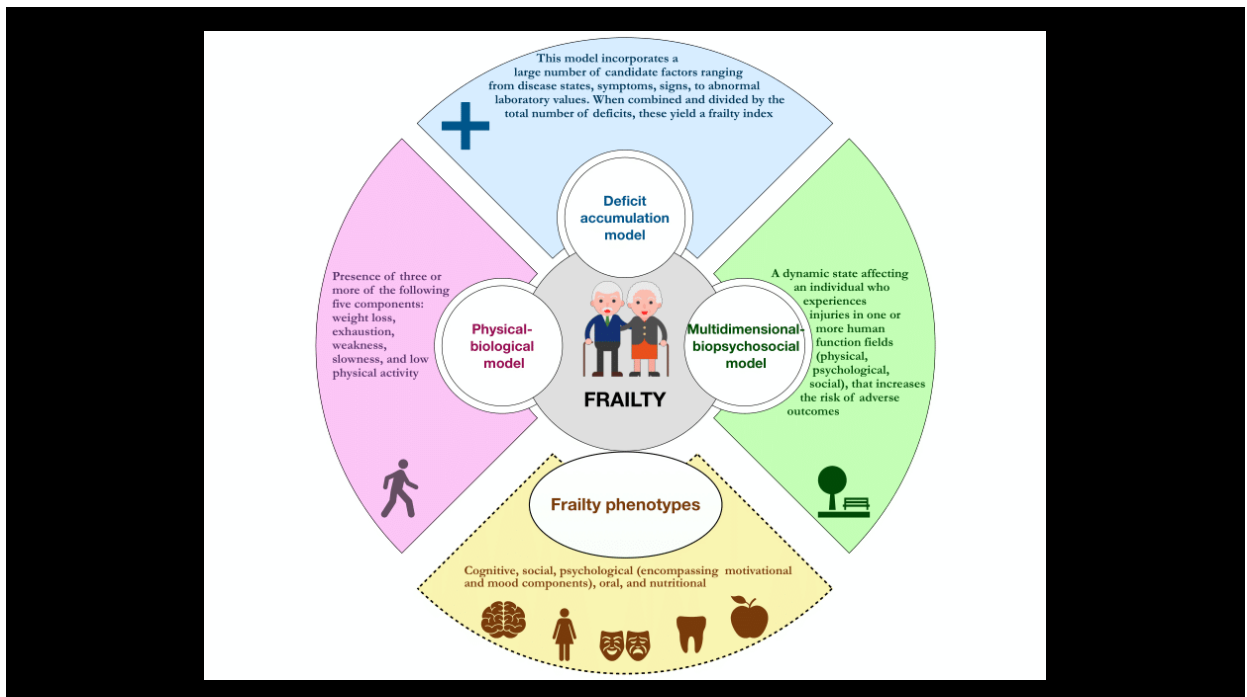 This model incorporates a
large number of candidate factors ranging
from disease states, symptoms, signs, to abnormal
laboratory values. When combined and divided by the
total number of deficits, these yield a frailty index
Deficit
accumulation
model
Presence of three or
more of the following
five components:
weight loss,
exhaustion,
weakness,
slowness, and low
physical activity
Physical-
biological
model
FRAILTY
Multidimensional-
biopsychosocial
model
A dynamic state affecting
an individual who
experiences
injuries in one or
more human
function fields
(physical,
psychological,
social), that increases
the risk of adverse
outcomes
Frailty phenotypes
Cognitive, social, psychological (encompassing motivational
and mood components), oral, and nutritional